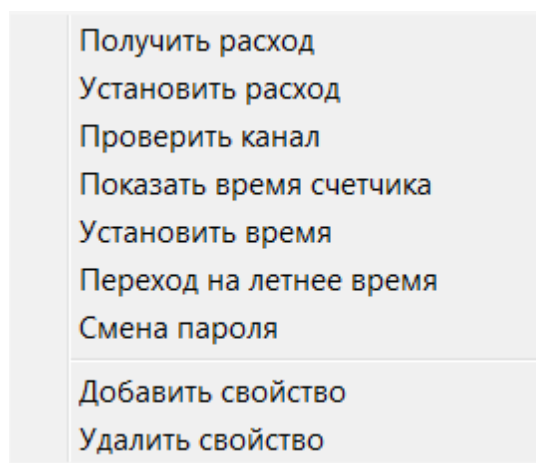 Получить расход
Установить расход
Проверить канал
Показать время счетчика
Установить время
Переход на летнее время
Смена пароля
Добавить свойство
Удалить свойство